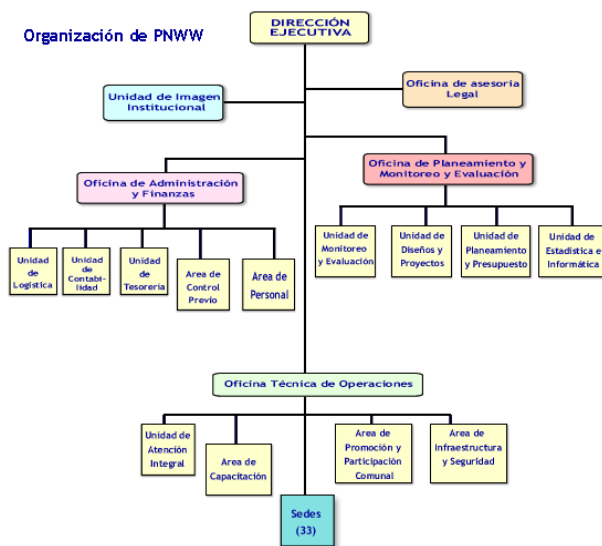 Organización de PNWW
DIRECCIÓN
EJECUTIVA
Unidad de Imagen
Institucional
Oficina de asesoría
Legal
Oficina de Administración
y Finanzas
Oficina de Planeamiento y
Monitoreo y Evaluación
Unidad
de
Logística
Unidad
de Contabi-
lidad
Unidad
de
Tesorería
Area de
Control
Previo
Area de
Personal
Unidad de
Monitoreo
y Evaluación
Unidad de
Diseños y
Proyectos
Unidad de
Planeamiento
y Presupuesto
Unidad de
Estadistica e
Informática
Oficina Técnica de Operaciones
Unidad de
Atención
Integral
Area de
Capacitación
Area de
Promoción y
Participación
Comunal
Area de
Infraestructura
y Seguridad
Sedes
(33)